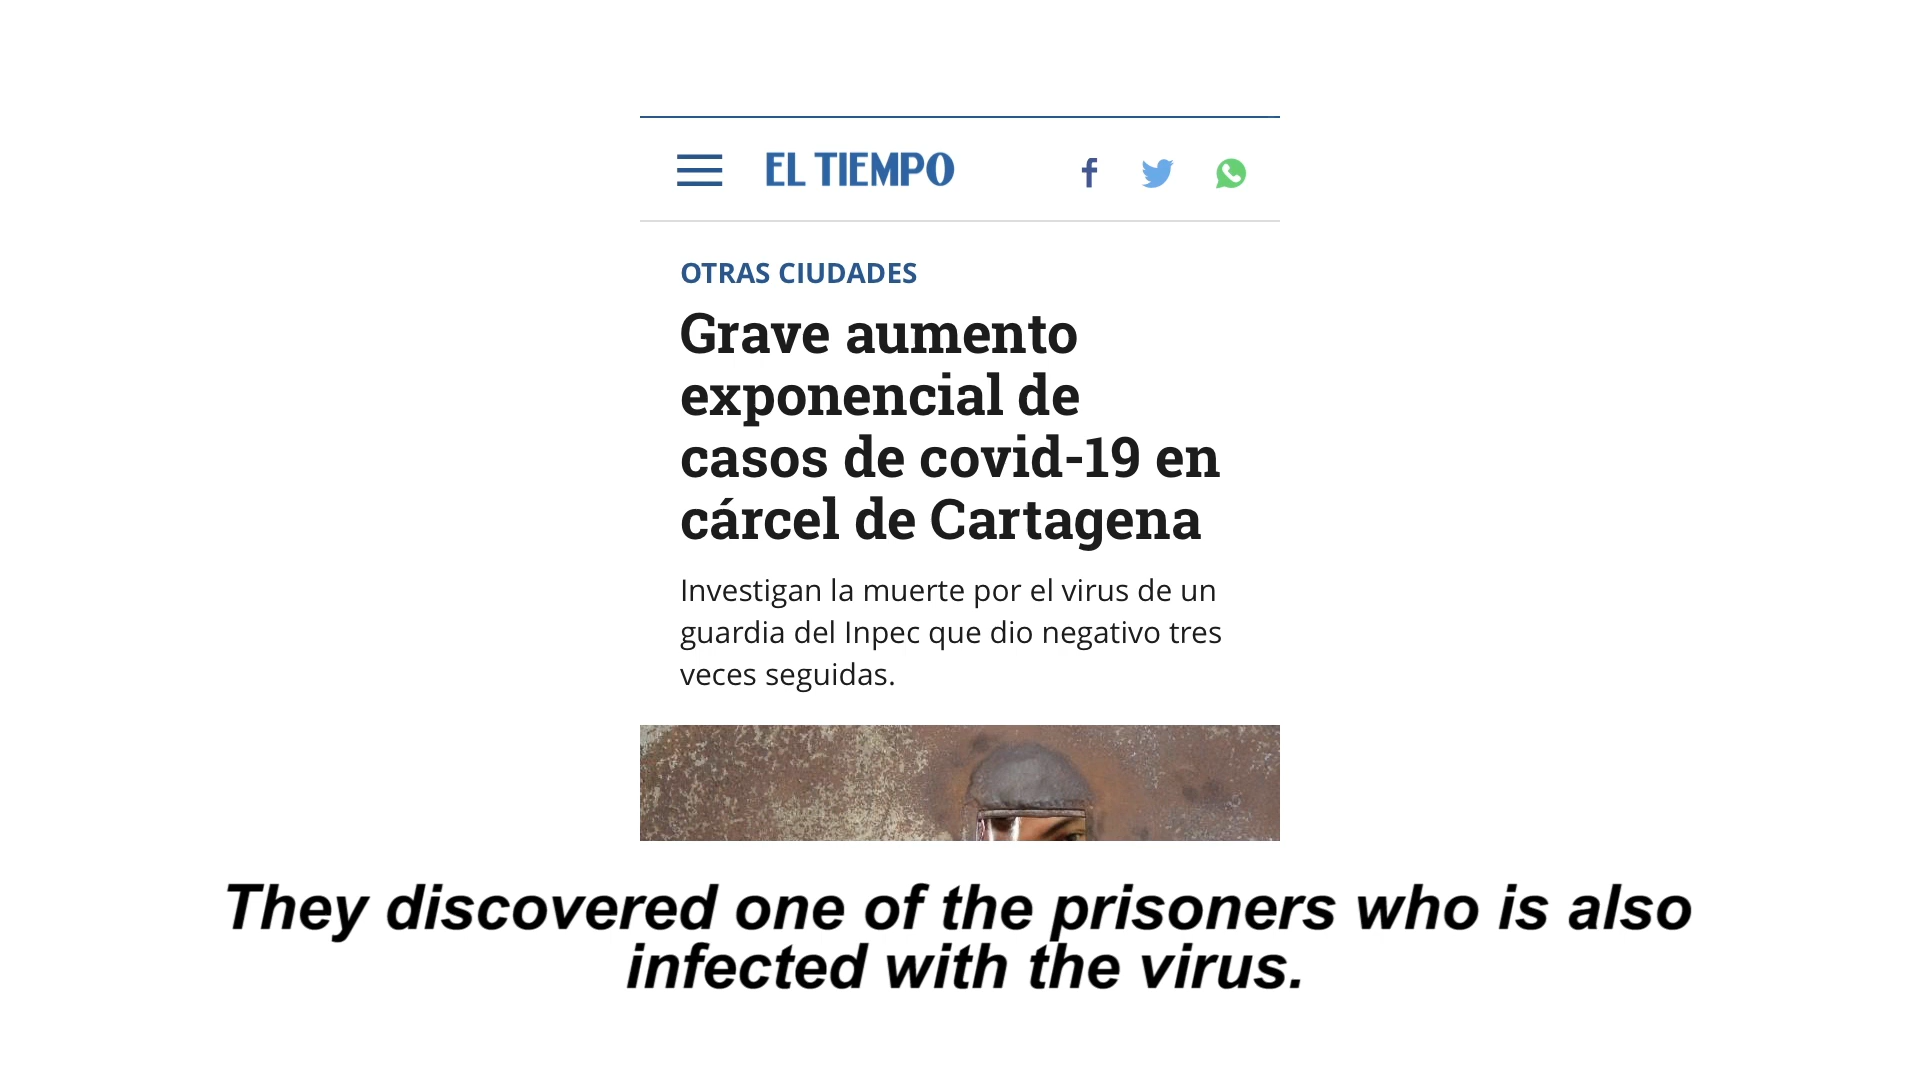 EL TIEMPO
OTRAS CIUDADES
Grave aumento
exponencial de
casos de covid-19 en
cárcel de Cartagena
Investigan la muerte por el virus de un
guardia del Inpec que dio negativo tres
veces seguidas.
They discovered one of the prisoners who is also
infected with the virus.